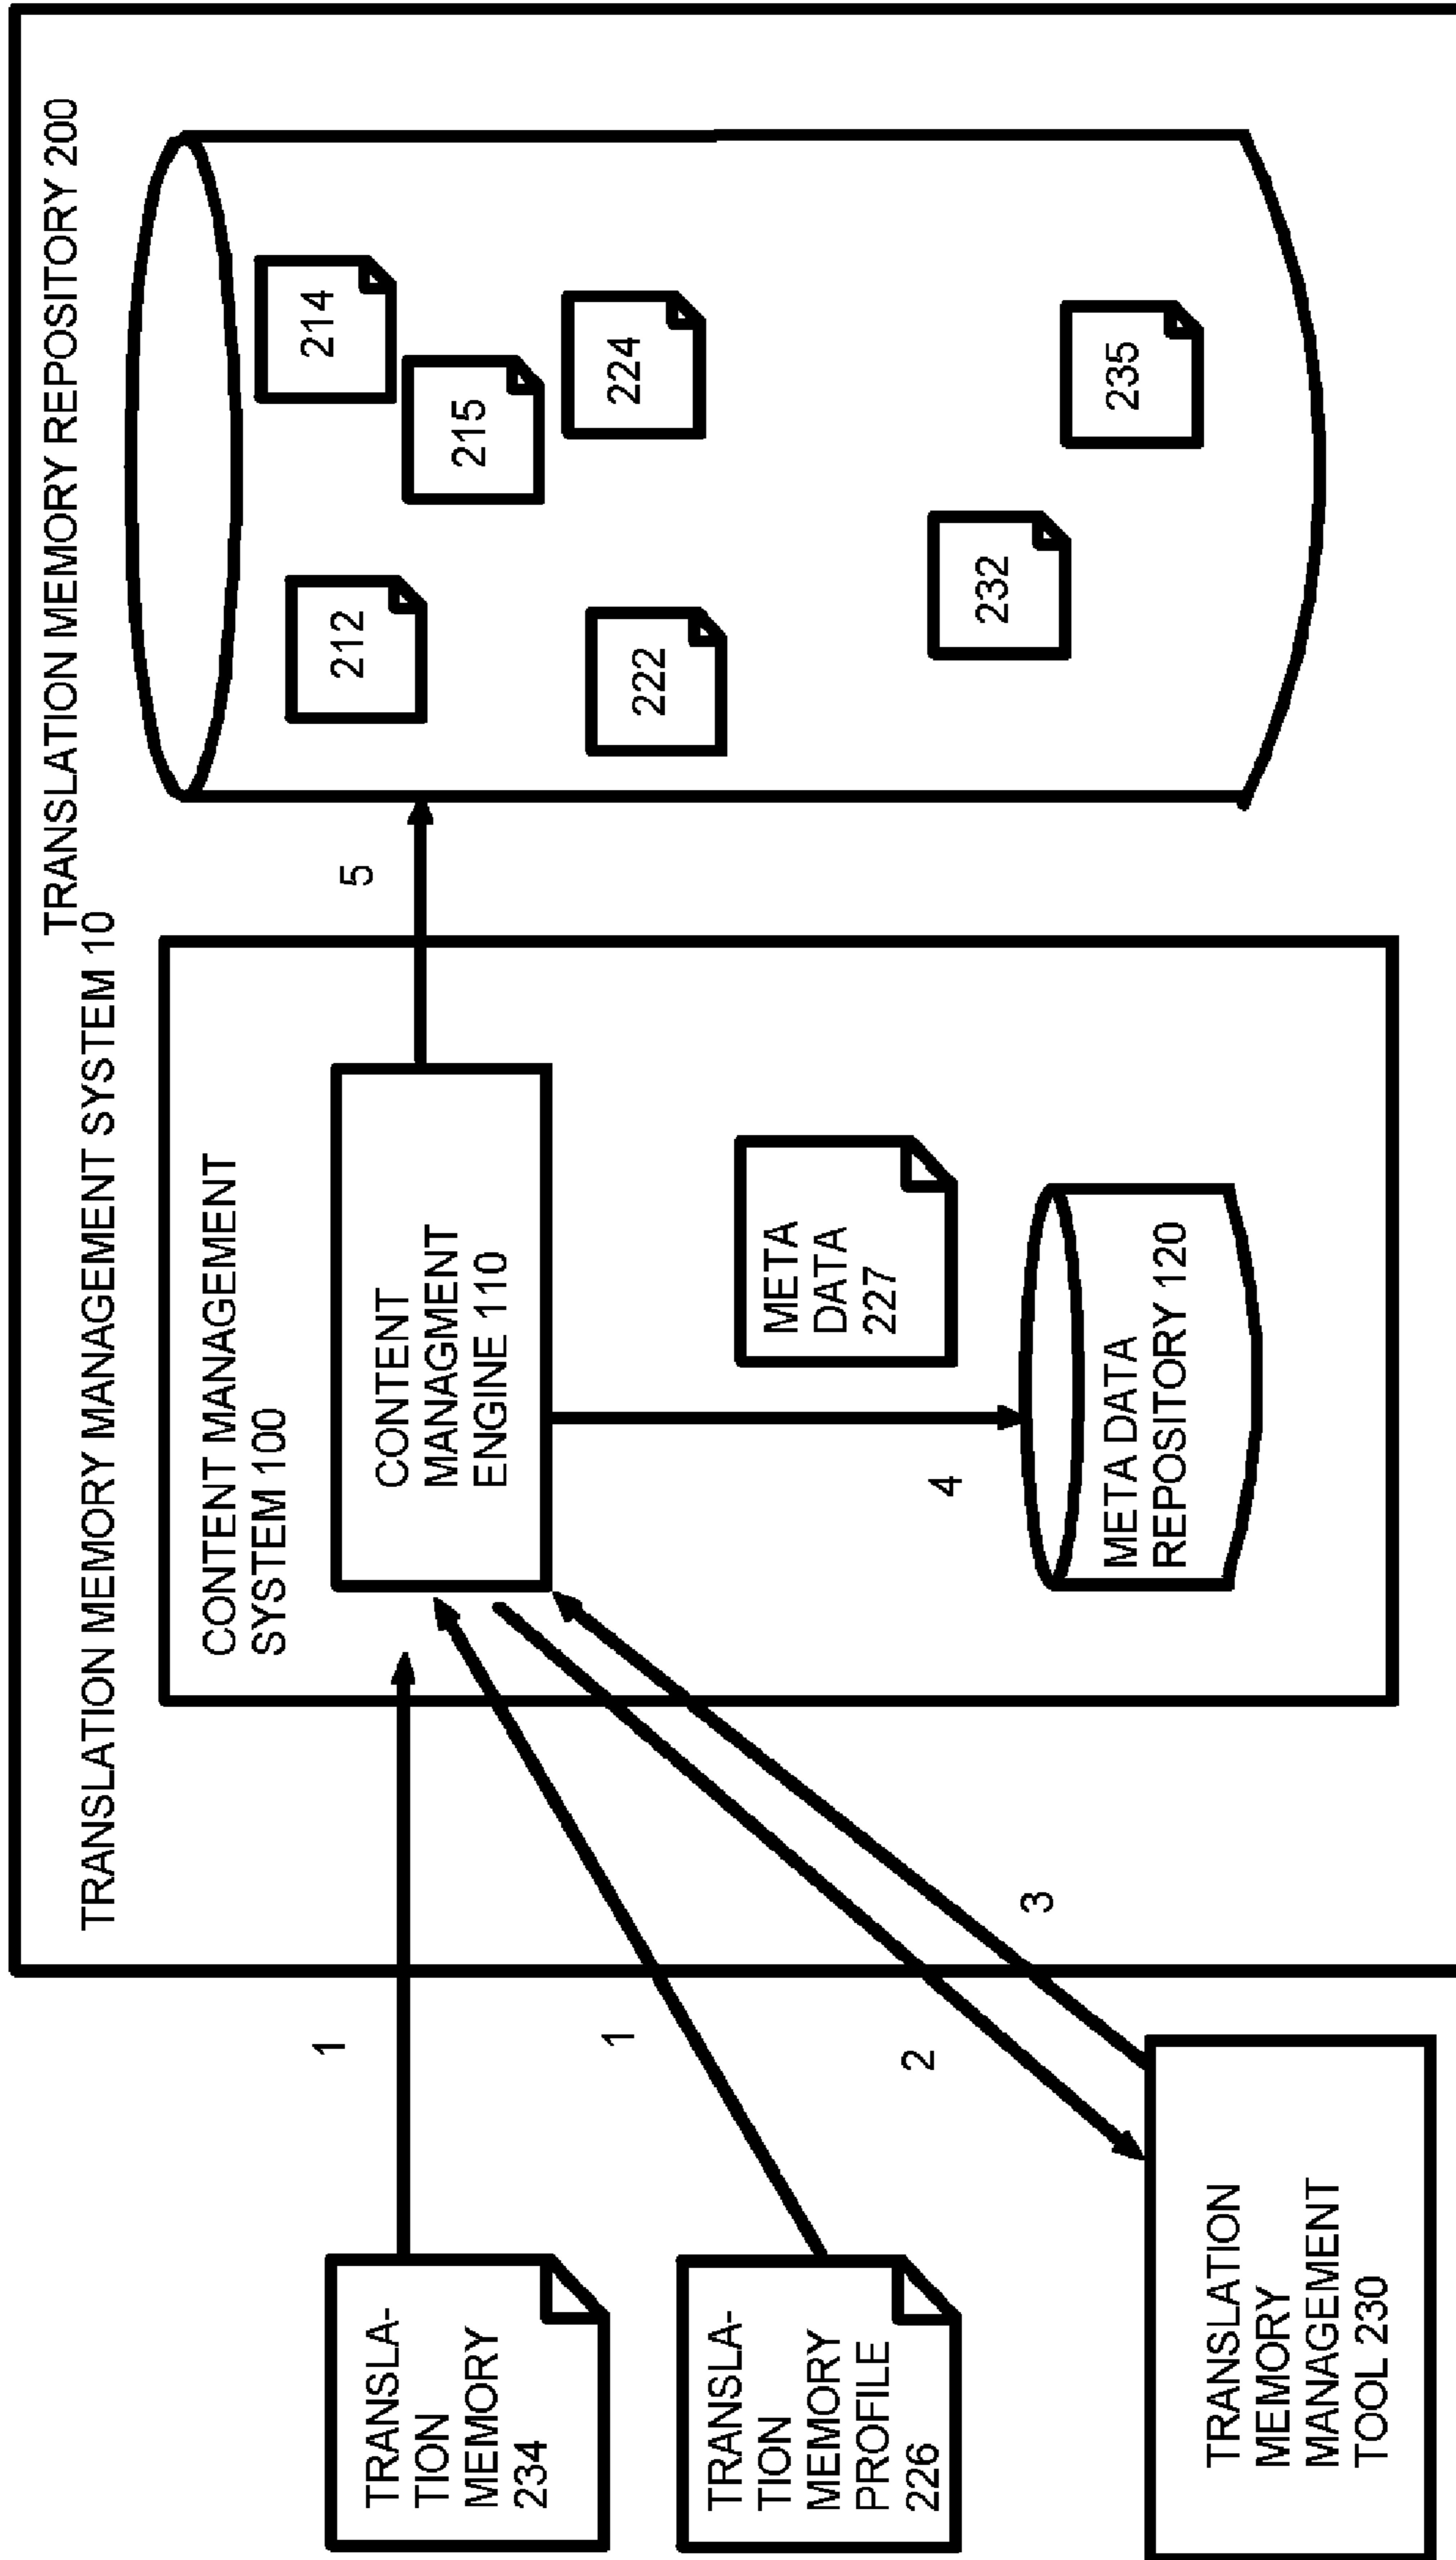 TRANSLATION MEMORY REPOSITORY 200
TRANSLATION MEMORY MANAGEMENT SYSTEM 10
CONTENT MANAGEMENT
SYSTEM 100
CONTENT
MANAGMENT
ENGINE 110
META
DATA
227
META DATA
REPOSITORY 120
TRANSLA-
TION
MEMORY
234
TRANSLA-
TION
MEMORY
PROFILE
226
TRANSLATION
MEMORY
MANAGEMENT
TOOL 230
1
1
2
3
4
5
212
214
215
222
224
232
235